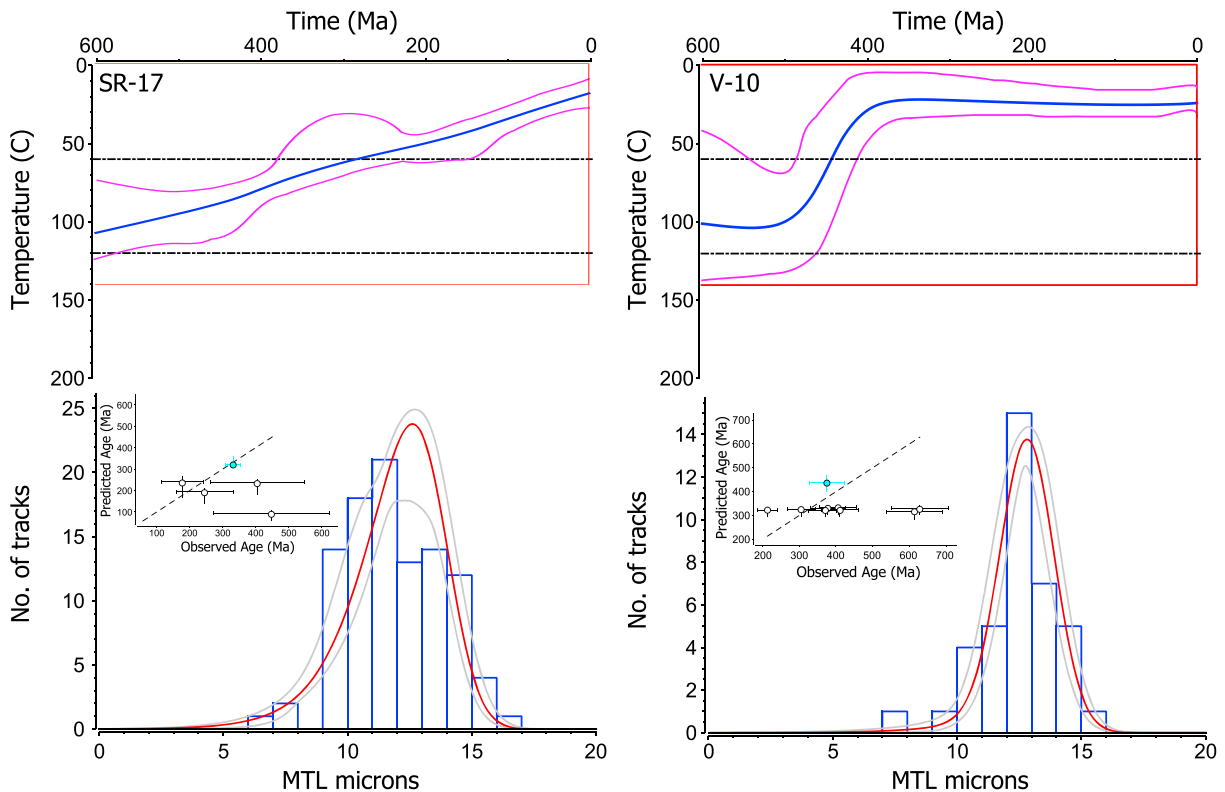 Time (Ma)
600 400 200 0
SR-17
Temperature (C)
0
50
100
150
200
Time (Ma)
600 400 200 0
V-10
Temperature (C)
0
50
100
150
200
No. of tracks
25
20
15
10
5
0
0 5 10 15 20
MTL microns
Predicted Age (Ma)
600
500
400
300
200
100
100 200 300 400 500 600
Observed Age (Ma)
No. of tracks
14
12
10
8
6
4
2
0
0 5 10 15 20
MTL microns
Predicted Age (Ma)
700
600
500
400
300
200
200 300 400 500 600 700
Observed Age (Ma)